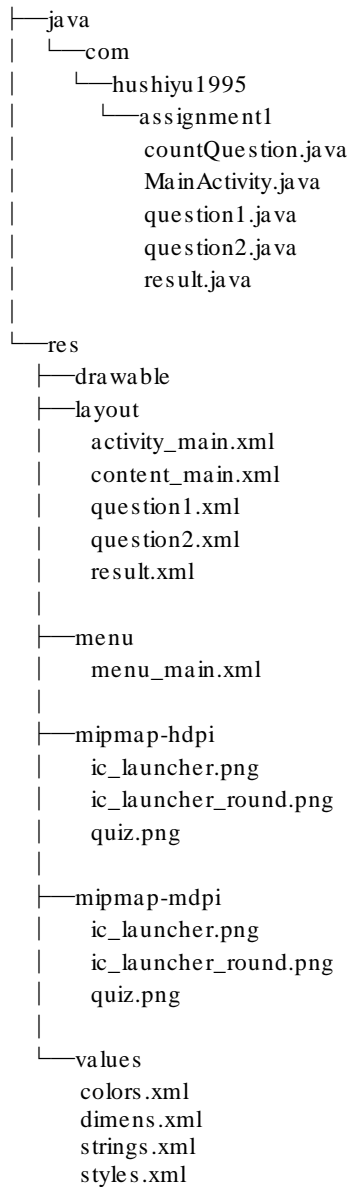 ├──java
│   └──com
│       └──hushiyu1995
│           └──assignment1
│                   countQuestion.java
│                   MainActivity.java
│                   question1.java
│                   question2.java
│                   result.java
│
└──res
    ├──drawable
    ├──layout
    │       activity_main.xml
    │       content_main.xml
    │       question1.xml
    │       question2.xml
    │       result.xml
    │
    ├──menu
    │       menu_main.xml
    │
    ├──mipmap-hdpi
    │       ic_launcher.png
    │       ic_launcher_round.png
    │       quiz.png
    │
    ├──mipmap-mdpi
    │       ic_launcher.png
    │       ic_launcher_round.png
    │       quiz.png
    │
    └──values
            colors.xml
            dimens.xml
            strings.xml
            styles.xml